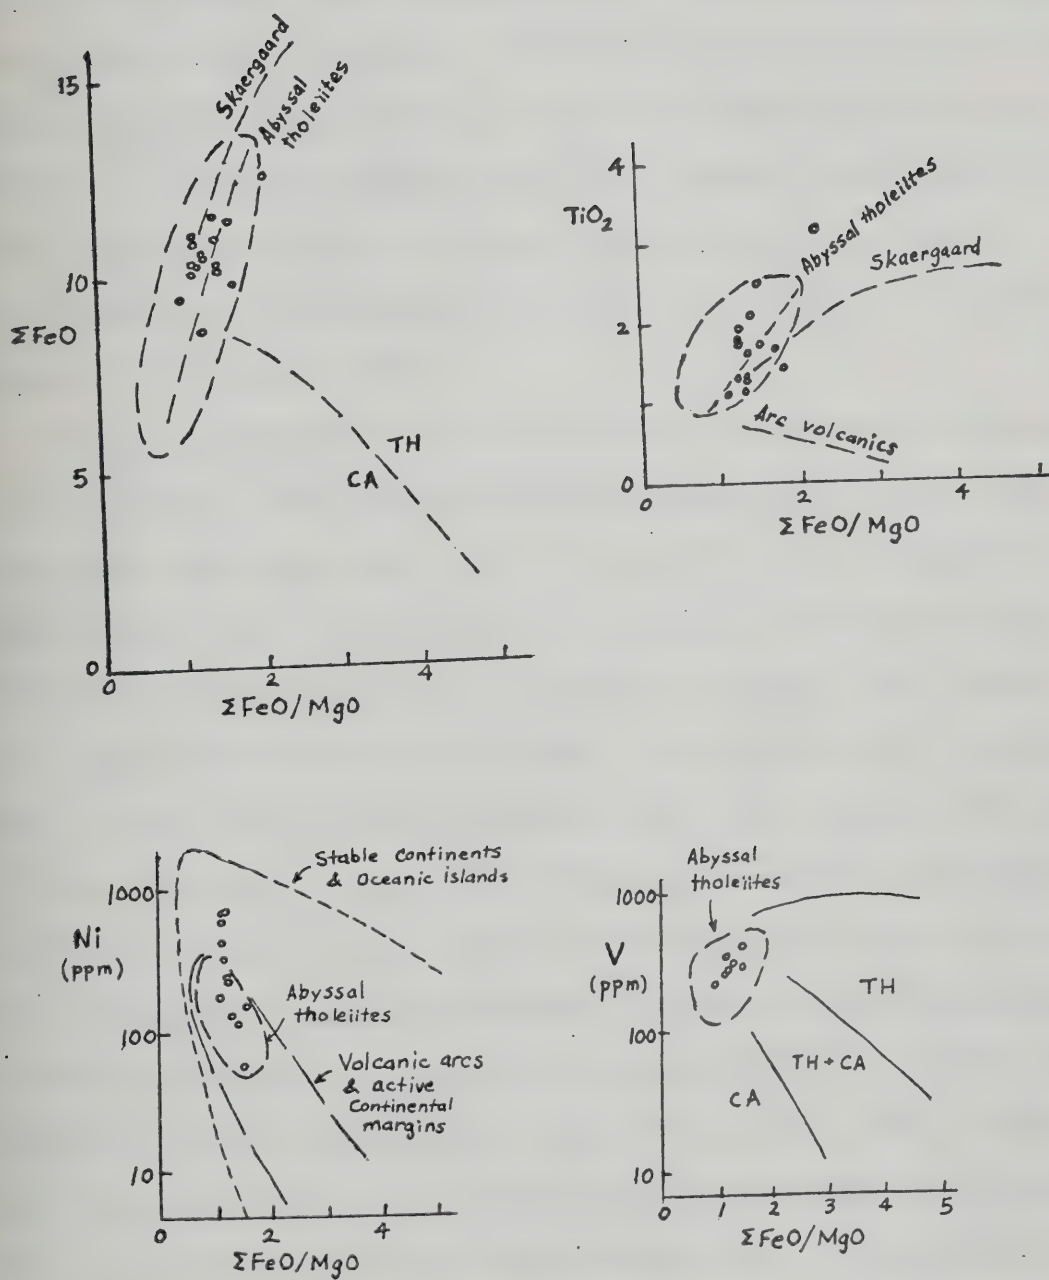 Skaergaard
Abyssal
tholeiites
15
10
ΣFeO
5
0
TH
CA
0
2
4
ΣFeO/MgO
4
TiO2
2
0
Abyssal tholeiites
Skaergaard
Arc volcanics
0
2
4
ΣFeO/MgO
1000
Ni
(ppm)
100
10
Stable Continents
& Oceanic islands
Abyssal
tholeiites
Volcanic arcs
& active
Continental
margins
0
2
4
ΣFeO/MgO
Abyssal
tholeiites
1000
V
(ppm)
100
10
TH
TH+CA
CA
0
1
2
3
4
5
ΣFeO/MgO